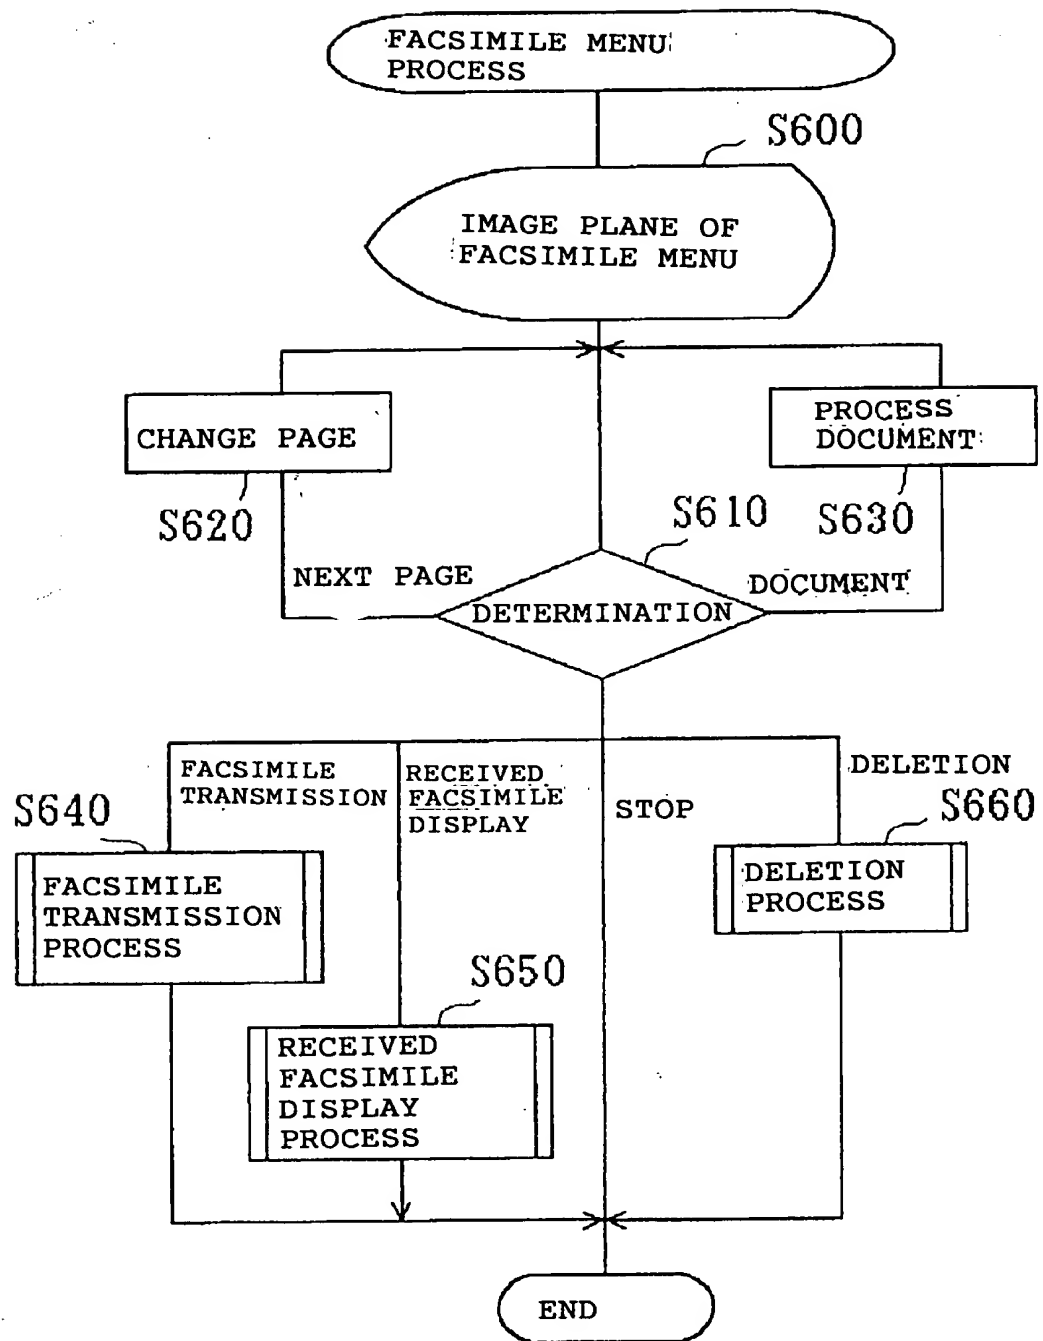 FACSIMILE MENU
PROCESS
S600
IMAGE PLANE OF
FACSIMILE MENU
CHANGE PAGE
S620
PROCESS
DOCUMENT
S630
S610
NEXT PAGE
DETERMINATION
DOCUMENT
FACSIMILE
TRANSMISSION
RECEIVED
FACSIMILE
DISPLAY
STOP
DELETION
S640
FACSIMILE
TRANSMISSION
PROCESS
S660
DELETION
PROCESS
S650
RECEIVED
FACSIMILE
DISPLAY
PROCESS
END